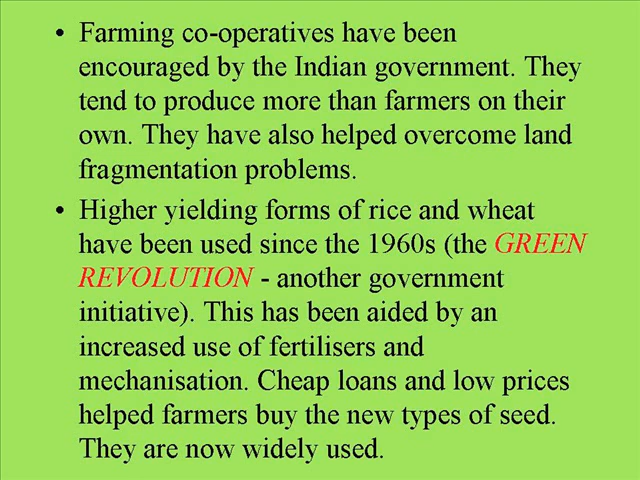 • Farming co-operatives have been
encouraged by the Indian government. They
tend to produce more than farmers on their
own. They have also helped overcome land
fragmentation problems.
• Higher yielding forms of rice and wheat
have been used since the 1960s (the GREEN
REVOLUTION - another government
initiative). This has been aided by an
increased use of fertilisers and
mechanisation. Cheap loans and low prices
helped farmers buy the new types of seed.
They are now widely used.